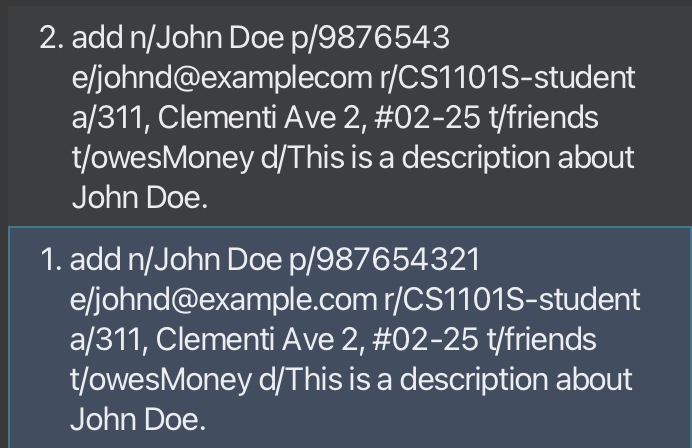 2. add n/John Doe p/9876543
e/johnd@examplecom r/CS1101S-student
a/311, Clementi Ave 2, #02-25 t/friends
t/owesMoney d/This is a description about
John Doe.
1. add n/John Doe p/987654321
e/johnd@example.com r/CS1101S-student
a/311, Clementi Ave 2, #02-25 t/friends
t/owesMoney d/This is a description about
John Doe.